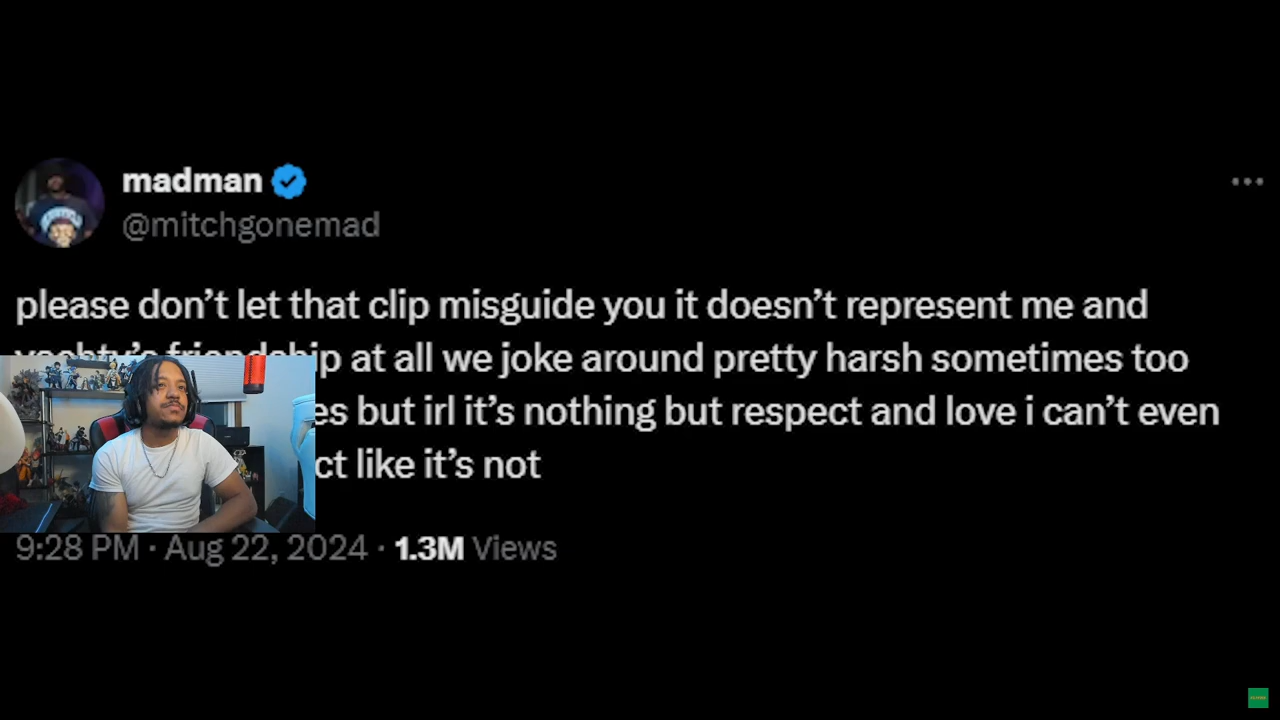 madman
@mitchgonemad
please don't let that clip misguide you it doesn't represent me and
yachty's friendship at all we joke around pretty harsh sometimes too
es but irl it's nothing but respect and love i can't even
ct like it's not
9:28 PM · Aug 22, 2024 · 1.3M Views